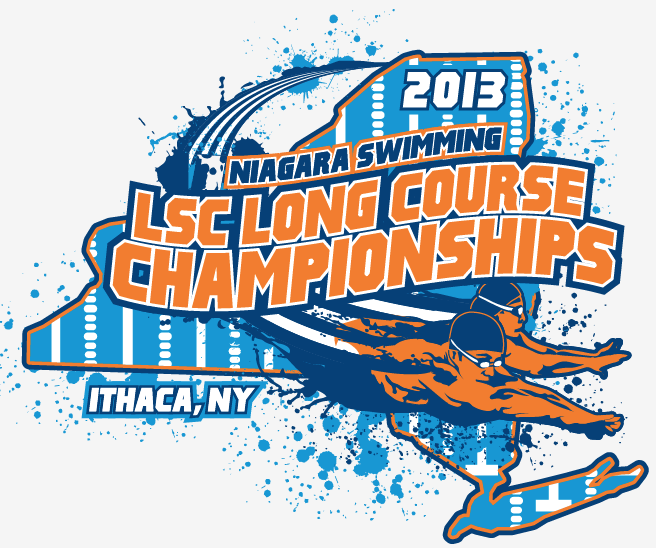 2013
NIAGARA SWIMMING
LSC LONG COURSE
CHAMPIONSHIPS
ITHACA, NY